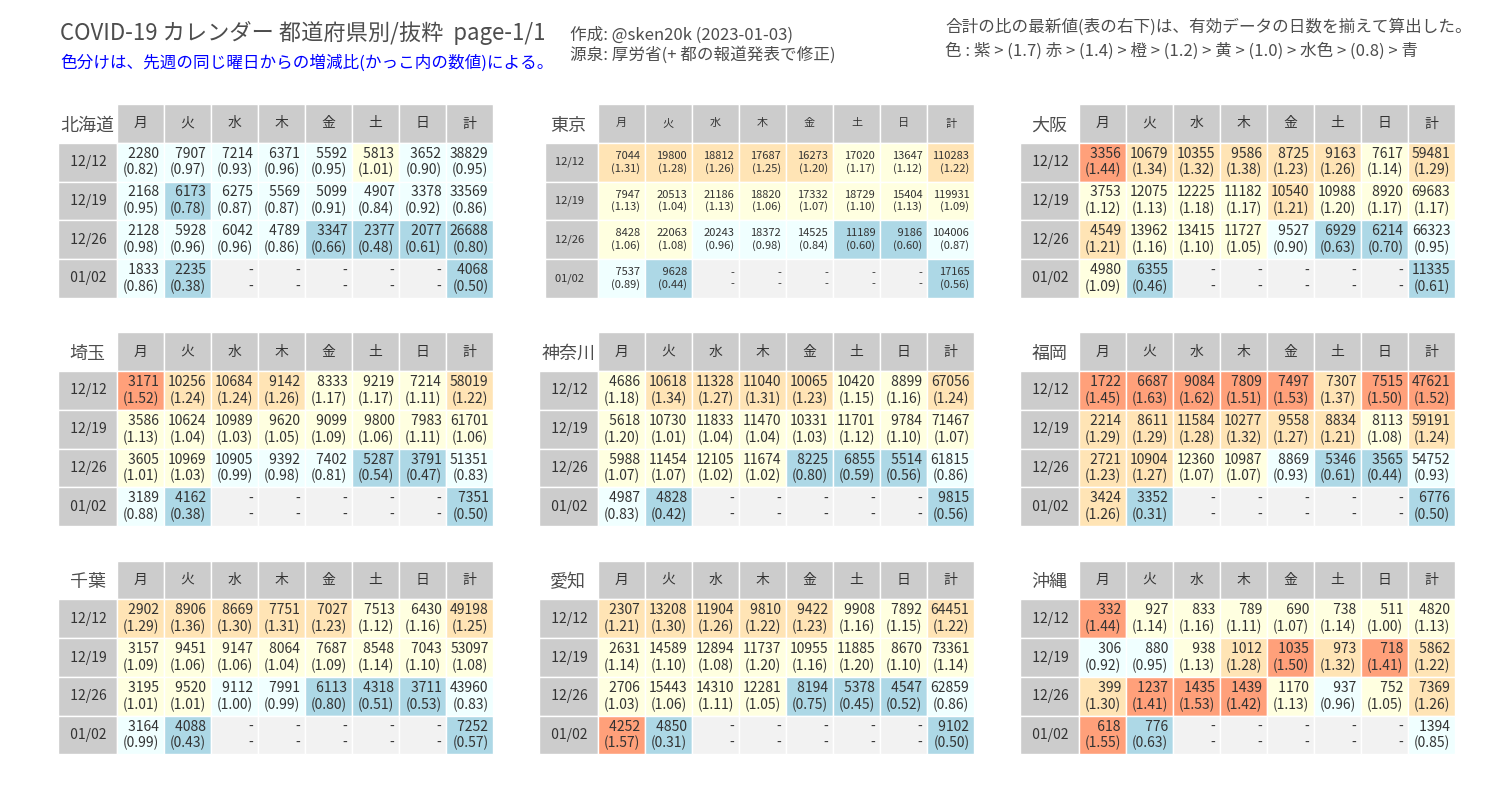 COVID-19 カレンダー 都道府県別/抜粋 page-1/1
作成: @sken20k (2023-01-03)
合計の比の最新値(表の右下)は、有効データの日数を揃えて算出した。
色分けは、先週の同じ曜日からの増減比(かっこ内の数値)による。
源泉: 厚労省(+ 都の報道発表で修正)
色 : 紫 > (1.7) 赤 > (1.4) > 橙 > (1.2) > 黄 > (1.0) > 水色 > (0.8) > 青
北海道 月 火 水 木 金 土 日 計
12/12 2280 7907 7214 6371 5592 5813 3652 38829
(0.82) (0.97) (0.93) (0.96) (0.95) (1.01) (0.90) (0.95)
12/19 2168 6173 6275 5569 5099 4907 3378 33569
(0.95) (0.78) (0.87) (0.87) (0.91) (0.84) (0.92) (0.86)
12/26 2128 5928 6042 4789 3347 2377 2077 26688
(0.98) (0.96) (0.96) (0.86) (0.66) (0.48) (0.61) (0.80)
01/02 1833 2235 - - - - - 4068
(0.86) (0.38) - - - - - (0.50)
東京 月 火 水 木 金 土 日 計
12/12 7044 19800 18812 17687 16273 17020 13647 110283
(1.31) (1.28) (1.26) (1.25) (1.20) (1.17) (1.12) (1.22)
12/19 7947 20513 21186 18820 17332 18729 15404 119931
(1.13) (1.04) (1.13) (1.06) (1.07) (1.10) (1.13) (1.09)
12/26 8428 22063 20243 18372 14525 11189 9186 104006
(1.06) (1.08) (0.96) (0.98) (0.84) (0.60) (0.60) (0.87)
01/02 7537 9628 - - - - - 17165
(0.89) (0.44) - - - - - (0.56)
大阪 月 火 水 木 金 土 日 計
12/12 3356 10679 10355 9586 8725 9163 7617 59481
(1.44) (1.34) (1.32) (1.38) (1.23) (1.26) (1.14) (1.29)
12/19 3753 12075 12225 11182 10540 10988 8920 69683
(1.12) (1.13) (1.18) (1.17) (1.21) (1.20) (1.17) (1.17)
12/26 4549 13962 13415 11727 9527 6929 6214 66323
(1.21) (1.16) (1.10) (1.05) (0.90) (0.63) (0.70) (0.95)
01/02 4980 6355 - - - - - 11335
(1.09) (0.46) - - - - - (0.61)
埼玉 月 火 水 木 金 土 日 計
12/12 3171 10256 10684 9142 8333 9219 7214 58019
(1.52) (1.24) (1.24) (1.26) (1.17) (1.17) (1.11) (1.22)
12/19 3586 10624 10989 9620 9099 9800 7983 61701
(1.13) (1.04) (1.03) (1.05) (1.09) (1.06) (1.11) (1.06)
12/26 3605 10969 10905 9392 7402 5287 3791 51351
(1.01) (1.03) (0.99) (0.98) (0.81) (0.54) (0.47) (0.83)
01/02 3189 4162 - - - - - 7351
(0.88) (0.38) - - - - - (0.50)
神奈川 月 火 水 木 金 土 日 計
12/12 4686 10618 11328 11040 10065 10420 8899 67056
(1.18) (1.34) (1.27) (1.31) (1.23) (1.15) (1.16) (1.24)
12/19 5618 10730 11833 11470 10331 11701 9784 71467
(1.20) (1.01) (1.04) (1.04) (1.03) (1.12) (1.10) (1.07)
12/26 5988 11454 12105 11674 8225 6855 5514 61815
(1.07) (1.07) (1.02) (1.02) (0.80) (0.59) (0.56) (0.86)
01/02 4987 4828 - - - - - 9815
(0.83) (0.42) - - - - - (0.56)
福岡 月 火 水 木 金 土 日 計
12/12 1722 6687 9084 7809 7497 7307 7515 47621
(1.45) (1.63) (1.62) (1.51) (1.53) (1.37) (1.50) (1.52)
12/19 2214 8611 11584 10277 9558 8834 8113 59191
(1.29) (1.29) (1.28) (1.32) (1.27) (1.21) (1.08) (1.24)
12/26 2721 10904 12360 10987 8869 5346 3565 54752
(1.23) (1.27) (1.07) (1.07) (0.93) (0.61) (0.44) (0.93)
01/02 3424 3352 - - - - - 6776
(1.26) (0.31) - - - - - (0.50)
千葉 月 火 水 木 金 土 日 計
12/12 2902 8906 8669 7751 7027 7513 6430 49198
(1.29) (1.36) (1.30) (1.31) (1.23) (1.12) (1.16) (1.25)
12/19 3157 9451 9147 8064 7687 8548 7043 53097
(1.09) (1.06) (1.06) (1.04) (1.09) (1.14) (1.10) (1.08)
12/26 3195 9520 9112 7991 6113 4318 3711 43960
(1.01) (1.01) (1.00) (0.99) (0.80) (0.51) (0.53) (0.83)
01/02 3164 4088 - - - - - 7252
(0.99) (0.43) - - - - - (0.57)
愛知 月 火 水 木 金 土 日 計
12/12 2307 13208 11904 9810 9422 9908 7892 64451
(1.21) (1.30) (1.26) (1.22) (1.23) (1.16) (1.15) (1.22)
12/19 2631 14589 12894 11737 10955 11885 8670 73361
(1.14) (1.10) (1.08) (1.20) (1.16) (1.20) (1.10) (1.14)
12/26 2706 15443 14310 12281 8194 5378 4547 62859
(1.03) (1.06) (1.11) (1.05) (0.75) (0.45) (0.52) (0.86)
01/02 4252 4850 - - - - - 9102
(1.57) (0.31) - - - - - (0.50)
沖縄 月 火 水 木 金 土 日 計
12/12 332 927 833 789 690 738 511 4820
(1.44) (1.14) (1.16) (1.11) (1.07) (1.14) (1.00) (1.13)
12/19 306 880 938 1012 1035 973 718 5862
(0.92) (0.95) (1.13) (1.28) (1.50) (1.32) (1.41) (1.22)
12/26 399 1237 1435 1439 1170 937 752 7369
(1.30) (1.41) (1.53) (1.42) (1.13) (0.96) (1.05) (1.26)
01/02 618 776 - - - - - 1394
(1.55) (0.63) - - - - - (0.85)